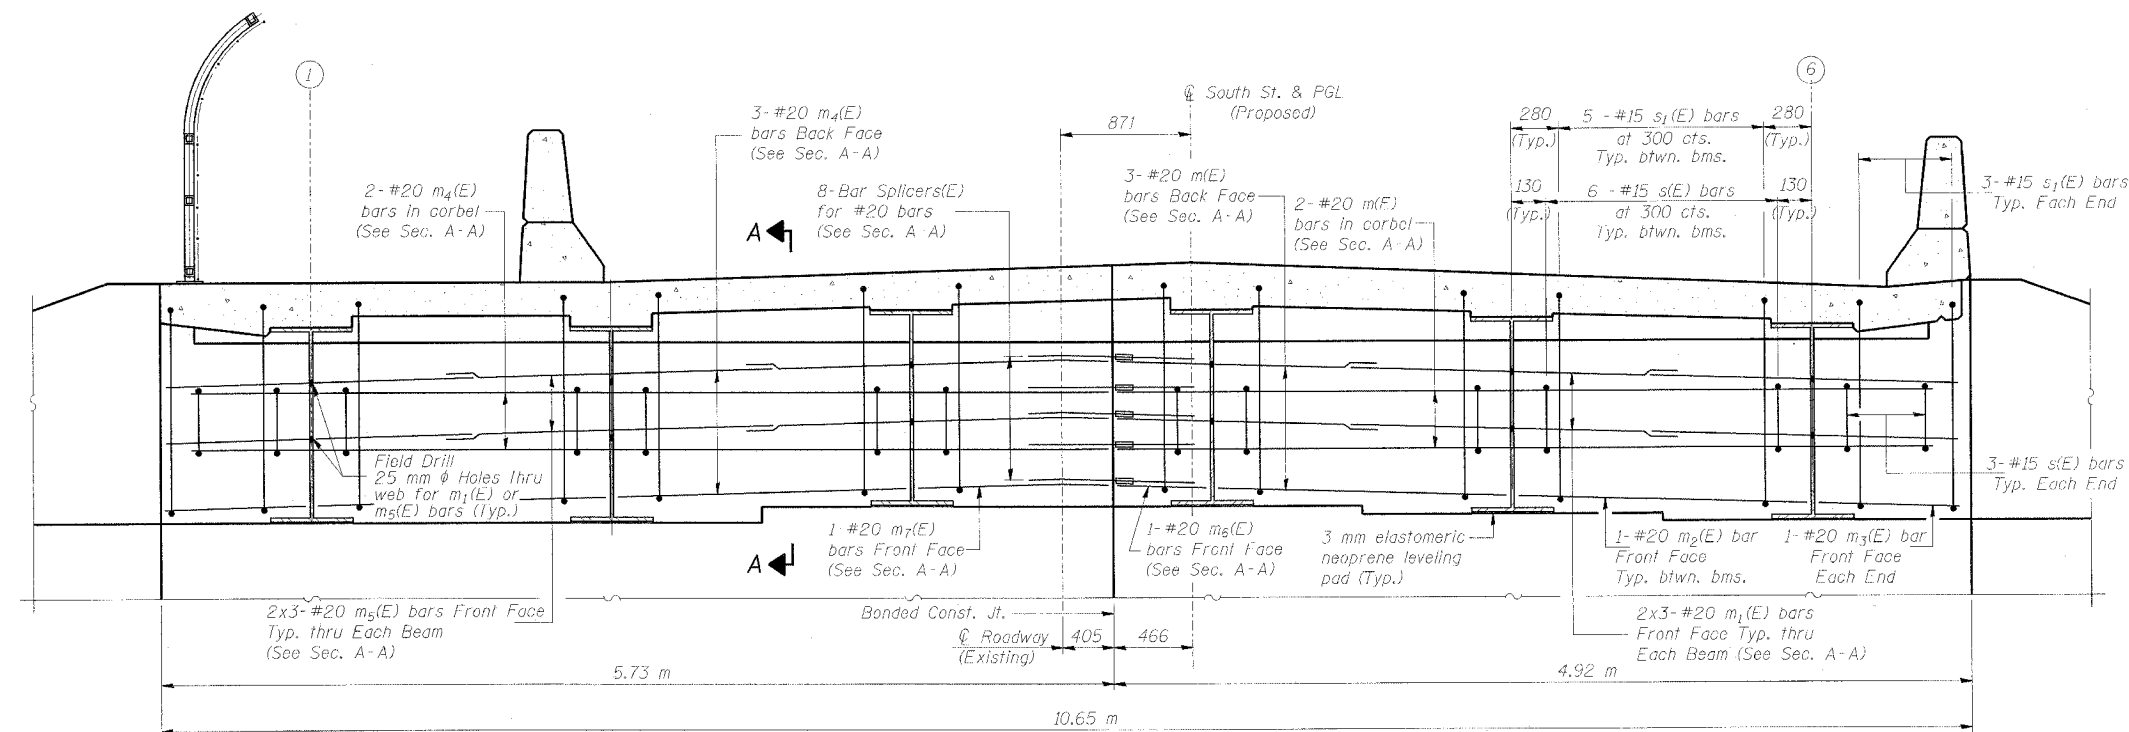 1
6
℄ South St. & PGL
(Proposed)
871
3-#20 m4(E)
bars Back Face
(See Sec. A-A)
280
(Typ.)
5 - #15 s1(E) bars
at 300 cts.
Typ. btwn. bms.
280
(Typ.)
2-#20 m4(E)
bars in corbel
(See Sec. A-A)
8-Bar Splicers(E)
for #20 bars
(See Sec. A-A)
3-#20 m(E)
bars Back Face
(See Sec. A-A)
2-#20 m(E)
bars in corbel
(See Sec. A-A)
130
(Typ.)
6 - #15 s(E) bars
at 300 cts.
Typ. btwn. bms.
130
(Typ.)
3-#15 s1(E) bars
Typ. Each End
A
Field Drill
25 mm ϕ Holes thru
web for m1(E) or
m5(E) bars (Typ.)
3-#15 s(E) bars
Typ. Each End
A
1-#20 m7(E)
bars Front Face
(See Sec. A-A)
1-#20 m6(E)
bars Front Face
(See Sec. A-A)
3 mm elastomeric
neoprene leveling
pad (Typ.)
1-#20 m2(E) bar
Front Face
Typ. btwn. bms.
1-#20 m3(E) bar
Front Face
Each End
2x3-#20 m5(E) bars Front Face
Typ. thru Each Beam
(See Sec. A-A)
Bonded Const. Jt.
℄ Roadway
(Existing)
405
466
2x3-#20 m1(E) bars
Front Face Typ. thru
Each Beam (See Sec. A-A)
5.73 m
4.92 m
10.65 m